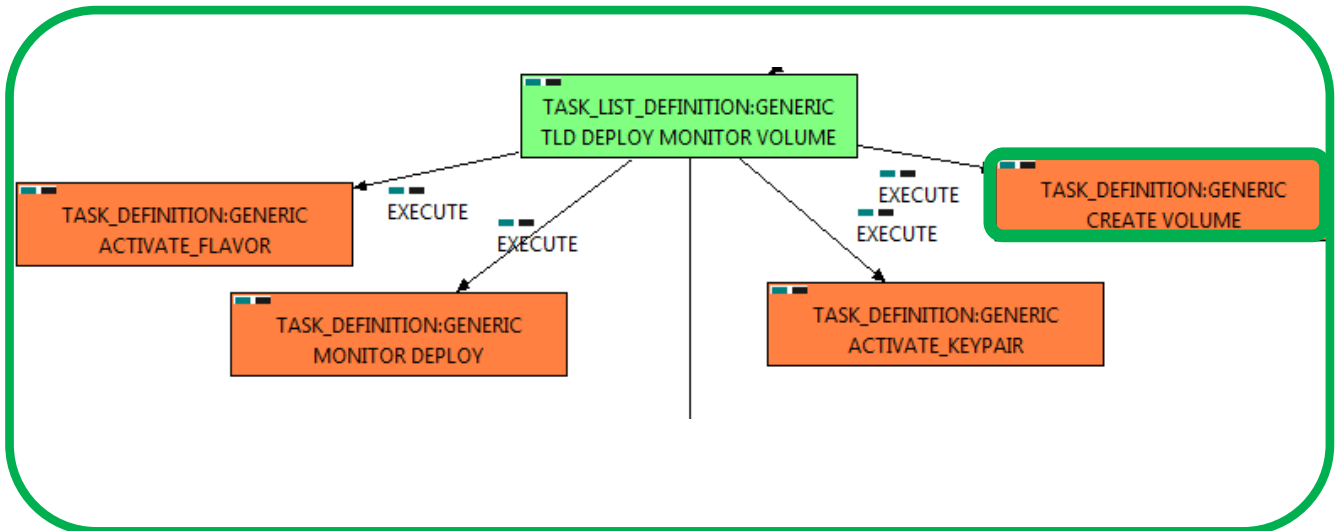 TASK_LIST_DEFINITION:GENERIC
TLD DEPLOY MONITOR VOLUME
TASK_DEFINITION:GENERIC
ACTIVATE_FLAVOR
EXECUTE
EXECUTE
EXECUTE
EXECUTE
TASK_DEFINITION:GENERIC
CREATE VOLUME
TASK_DEFINITION:GENERIC
MONITOR DEPLOY
TASK_DEFINITION:GENERIC
ACTIVATE_KEYPAIR